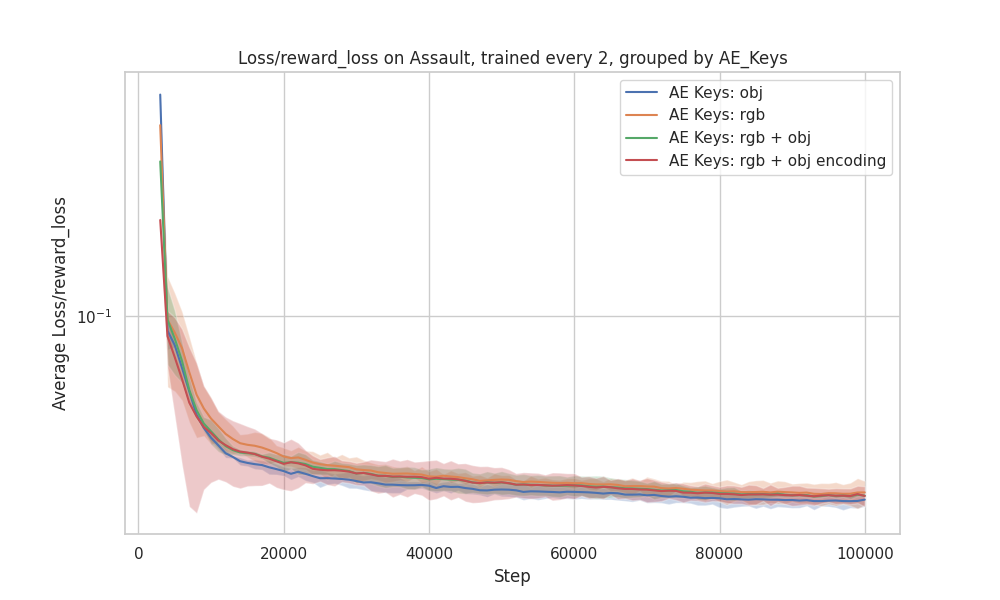 Loss/reward_loss on Assault, trained every 2, grouped by AE_Keys
AE Keys: obj
AE Keys: rgb
AE Keys: rgb + obj
AE Keys: rgb + obj encoding
Average Loss/reward_loss
10⁻¹
0 20000 40000 60000 80000 100000
Step